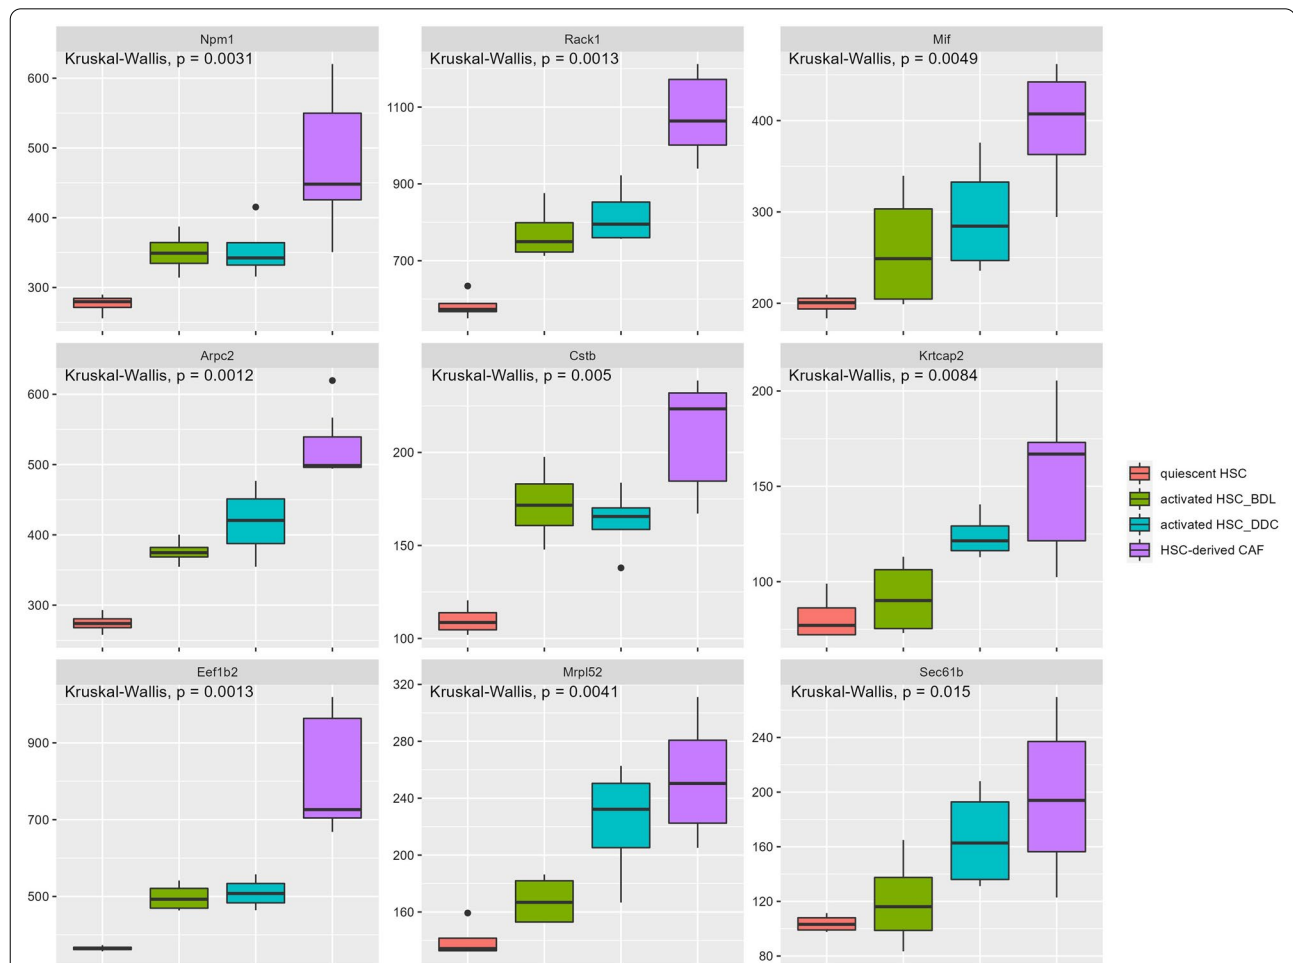 Npm1
Kruskal-Wallis, p = 0.0031
600
500
400
300
Rack1
Kruskal-Wallis, p = 0.0013
1100
900
700
Mif
Kruskal-Wallis, p = 0.0049
400
300
200
Arpc2
Kruskal-Wallis, p = 0.0012
600
500
400
300
Cstb
Kruskal-Wallis, p = 0.005
200
150
100
Krtcap2
Kruskal-Wallis, p = 0.0084
200
150
100
Eef1b2
Kruskal-Wallis, p = 0.0013
900
700
500
Mrpl52
Kruskal-Wallis, p = 0.0041
320
280
240
200
160
Sec61b
Kruskal-Wallis, p = 0.015
240
200
160
120
80
quiescent HSC
activated HSC_BDL
activated HSC_DDC
HSC-derived CAF